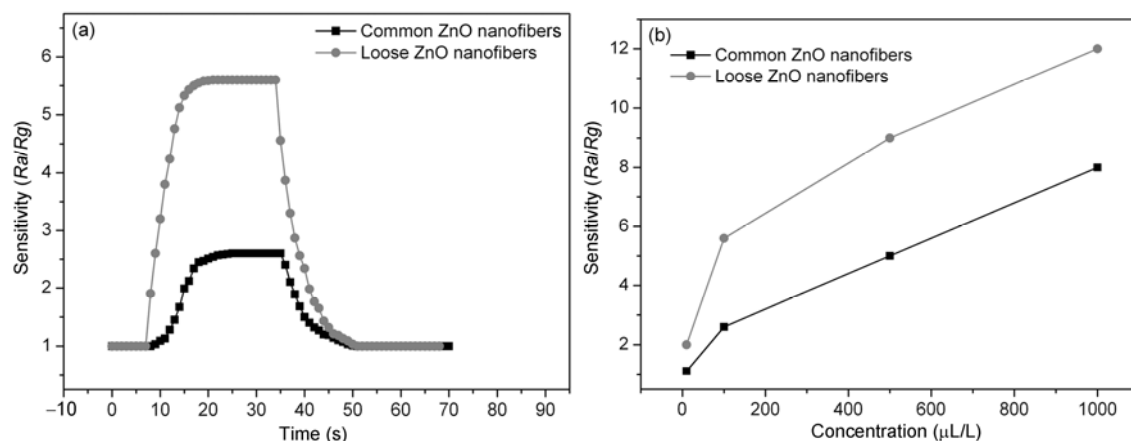 (a)
Common ZnO nanofibers
Loose ZnO nanofibers
Sensitivity (Ra/Rg)
6
5
4
3
2
1
−10 0 10 20 30 40 50 60 70 80 90
Time (s)
(b)
Common ZnO nanofibers
Loose ZnO nanofibers
Sensitivity (Ra/Rg)
12
10
8
6
4
2
0 200 400 600 800 1000
Concentration (μL/L)